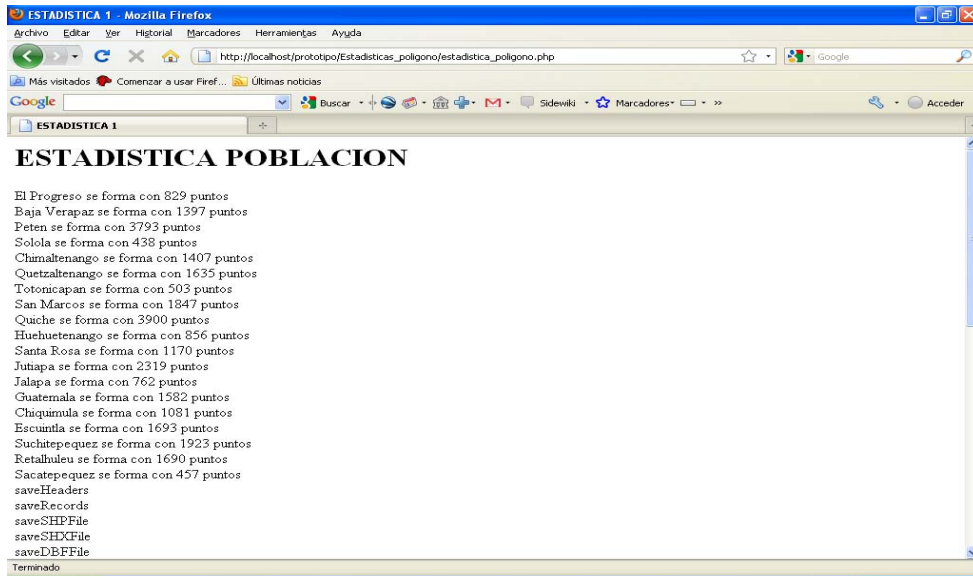 ESTADISTICA 1 - Mozilla Firefox
Archivo Editar Ver Historial Marcadores Herramientas Ayuda
http://localhost/prototipo/Estadisticas_poligono/estadistica_poligono.php
Google
Más visitados Comenzar a usar Firef... Últimas noticias
Google Buscar Sidewiki Marcadores Acceder
ESTADISTICA 1
ESTADISTICA POBLACION
El Progreso se forma con 829 puntos
Baja Verapaz se forma con 1397 puntos
Peten se forma con 3793 puntos
Solola se forma con 438 puntos
Chimaltenango se forma con 1407 puntos
Quetzaltenango se forma con 1635 puntos
Totonicapan se forma con 503 puntos
San Marcos se forma con 1847 puntos
Quiche se forma con 3900 puntos
Huehuetenango se forma con 856 puntos
Santa Rosa se forma con 1170 puntos
Jutiapa se forma con 2319 puntos
Jalapa se forma con 762 puntos
Guatemala se forma con 1582 puntos
Chiquimula se forma con 1081 puntos
Escuintla se forma con 1693 puntos
Suchitepequez se forma con 1923 puntos
Retalhuleu se forma con 1690 puntos
Sacatepequez se forma con 457 puntos
saveHeaders
saveRecords
saveSHPFile
saveSHXFile
saveDBFFile
Terminado